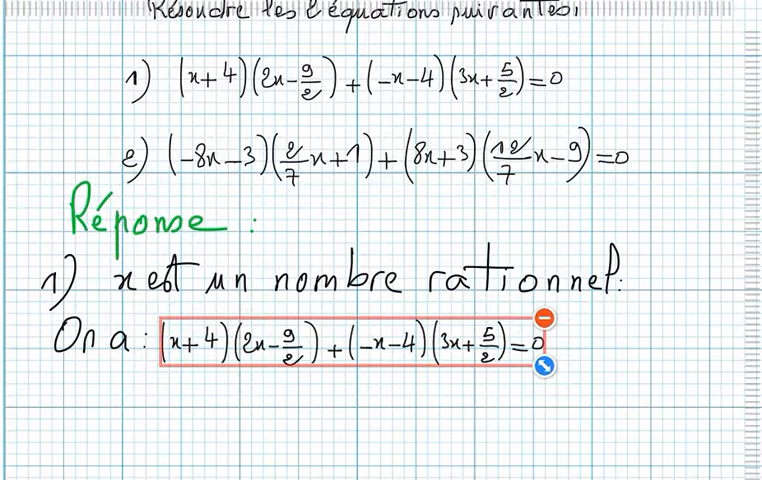 Résoudre les 2 équations suivantes:
1) (x+4)(2x-9/2)+(-x-4)(3x+5/2)=0
2) (-8x-3)(2/7x+1)+(8x+3)(12/7x-9)=0
Réponse :
1) x est un nombre rationnel.
On a : (x+4)(2x-9/2)+(-x-4)(3x+5/2)=0